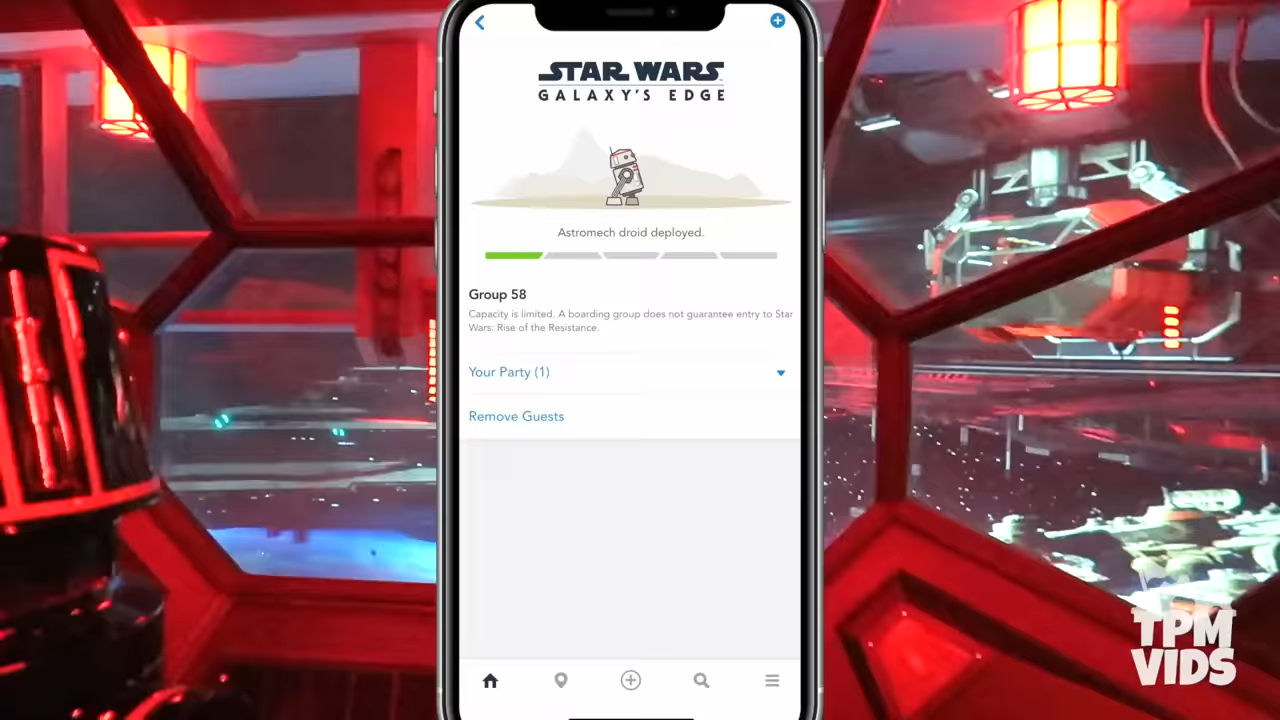 STAR WARS
GALAXY'S EDGE
Astromech droid deployed.
Group 58
Capacity is limited. A boarding group does not guarantee entry to Star
Wars: Rise of the Resistance.
Your Party (1)
Remove Guests
TPM
VIDS